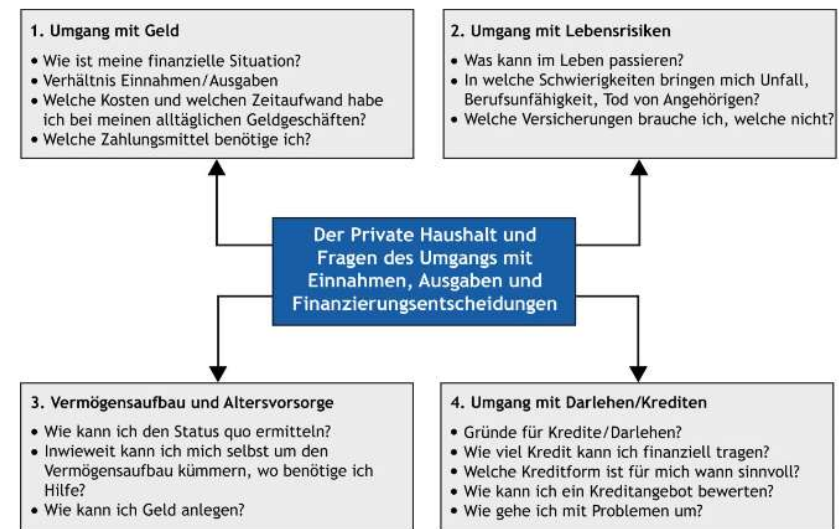 1. Umgang mit Geld
• Wie ist meine finanzielle Situation?
• Verhältnis Einnahmen/Ausgaben
• Welche Kosten und welchen Zeitaufwand habe
ich bei meinen alltäglichen Geldgeschäften?
• Welche Zahlungsmittel benötige ich?
2. Umgang mit Lebensrisiken
• Was kann im Leben passieren?
• In welche Schwierigkeiten bringen mich Unfall,
Berufsunfähigkeit, Tod von Angehörigen?
• Welche Versicherungen brauche ich, welche nicht?
Der Private Haushalt und
Fragen des Umgangs mit
Einnahmen, Ausgaben und
Finanzierungsentscheidungen
3. Vermögensaufbau und Altersvorsorge
• Wie kann ich den Status quo ermitteln?
• Inwieweit kann ich mich selbst um den
Vermögensaufbau kümmern, wo benötige ich
Hilfe?
• Wie kann ich Geld anlegen?
4. Umgang mit Darlehen/Krediten
• Gründe für Kredite/Darlehen?
• Wie viel Kredit kann ich finanziell tragen?
• Welche Kreditform ist für mich wann sinnvoll?
• Wie kann ich ein Kreditangebot bewerten?
• Wie gehe ich mit Problemen um?